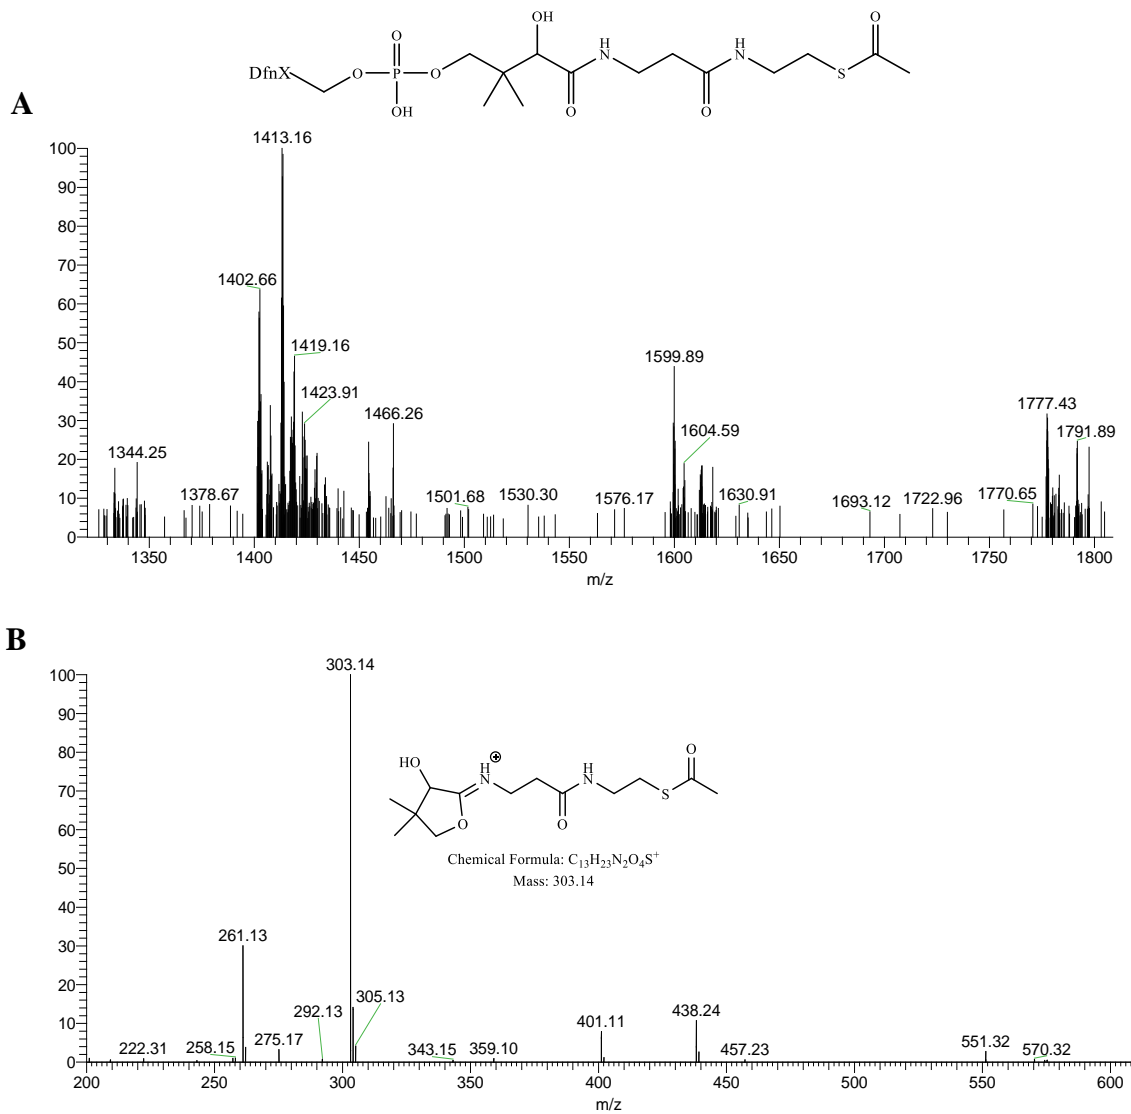 OH
O
H
H
O
DfnX
O
P
O
N
N
S
OH
O
O
A
100
90
80
70
60
50
40
30
20
10
0
1413.16
1402.66
1419.16
1423.91
1466.26
1344.25
1378.67
1501.68
1530.30
1576.17
1599.89
1604.59
1630.91
1693.12
1722.96
1770.65
1777.43
1791.89
1350 1400 1450 1500 1550 1600 1650 1700 1750 1800
m/z
B
100
90
80
70
60
50
40
30
20
10
0
303.14
HO
H
N
⊕
H
N
O
S
O
O
Chemical Formula: C₁₃H₂₃N₂O₄S⁺
Mass: 303.14
261.13
222.31
258.15
275.17
292.13
305.13
343.15
359.10
401.11
438.24
457.23
551.32
570.32
200 250 300 350 400 450 500 550 600
m/z